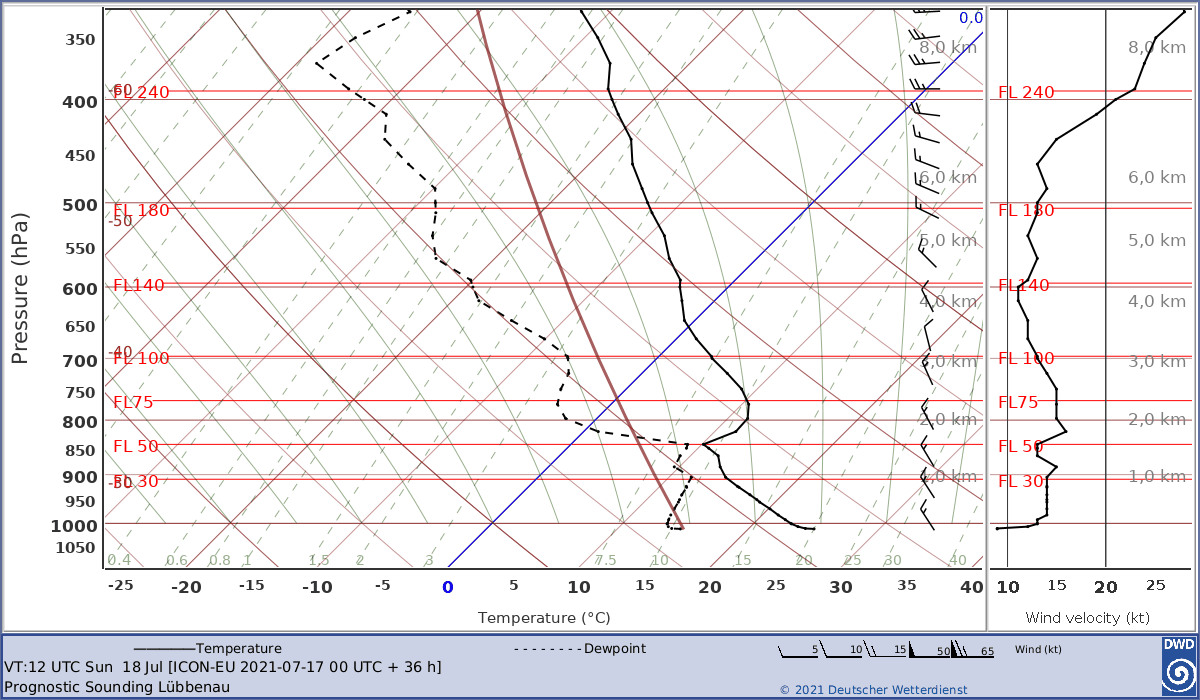 0.0
350
8,0 km
8,0 km
-60
FL 240
FL 240
400
450
6,0 km
6,0 km
500
FL 180
FL 180
-50
5,0 km
5,0 km
550
600
FL140
FL140
4,0 km
4,0 km
650
-40
700
FL 100
FL 100
3,0 km
3,0 km
750
FL75
FL75
800
2,0 km
2,0 km
850
FL 50
FL 50
900
-30
FL 30
FL 30
1,0 km
1,0 km
950
1000
1050
Pressure (hPa)
0.4 0.6 0.8 1 1.5 2 3 7.5 10 15 20 25 30 40
-25 -20 -15 -10 -5 0 5 10 15 20 25 30 35 40
10 15 20 25
Temperature (°C)
Wind velocity (kt)
Temperature
Dewpoint
5 10 15 50 65 Wind (kt)
DWD
VT:12 UTC Sun 18 Jul [ICON-EU 2021-07-17 00 UTC + 36 h]
Prognostic Sounding Lübbenau
© 2021 Deutscher Wetterdienst